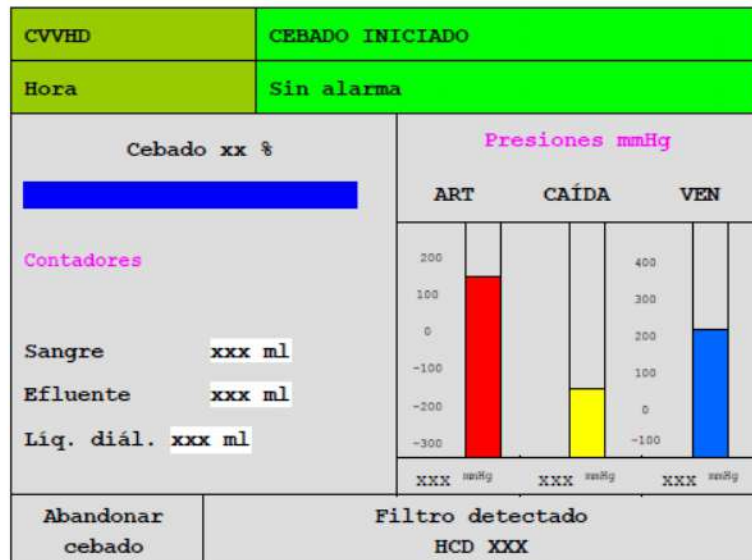 CVVHD
CEBADO INICIADO
Hora
Sin alarma
Cebado xx %
Presiones mmHg
ART CAÍDA VEN
Contadores
200
100
0
-100
-200
-300
400
300
200
100
0
-100
Sangre xxx ml
Efluente xxx ml
Líq. diál. xxx ml
xxx mmHg xxx mmHg xxx mmHg
Abandonar
cebado
Filtro detectado
HCD XXX